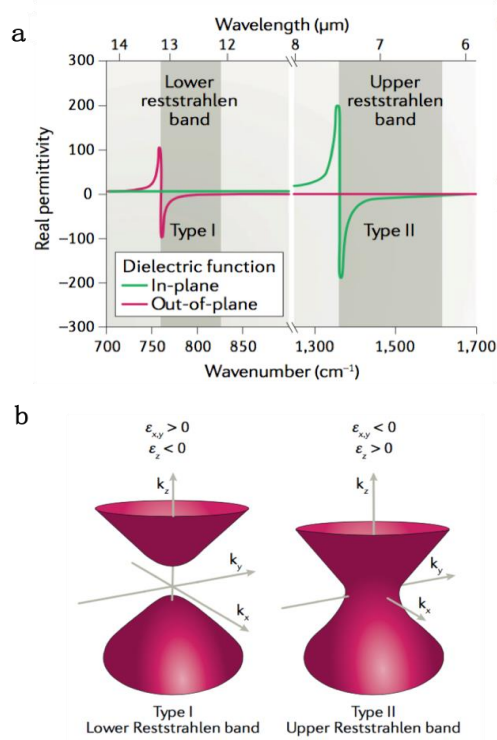 a
Wavelength (μm)
14 13 12 8 7 6
300
200
100
0
−100
−200
−300
Real permittivity
Lower
reststrahlen
band
Upper
reststrahlen
band
Type I
Type II
Dielectric function
In-plane
Out-of-plane
700 750 800 850 1,300 1,500 1,700
Wavenumber (cm⁻¹)
b
εx,y > 0
εz < 0
εx,y < 0
εz > 0
kz
ky
kx
kz
ky
kx
Type I
Lower Reststrahlen band
Type II
Upper Reststrahlen band